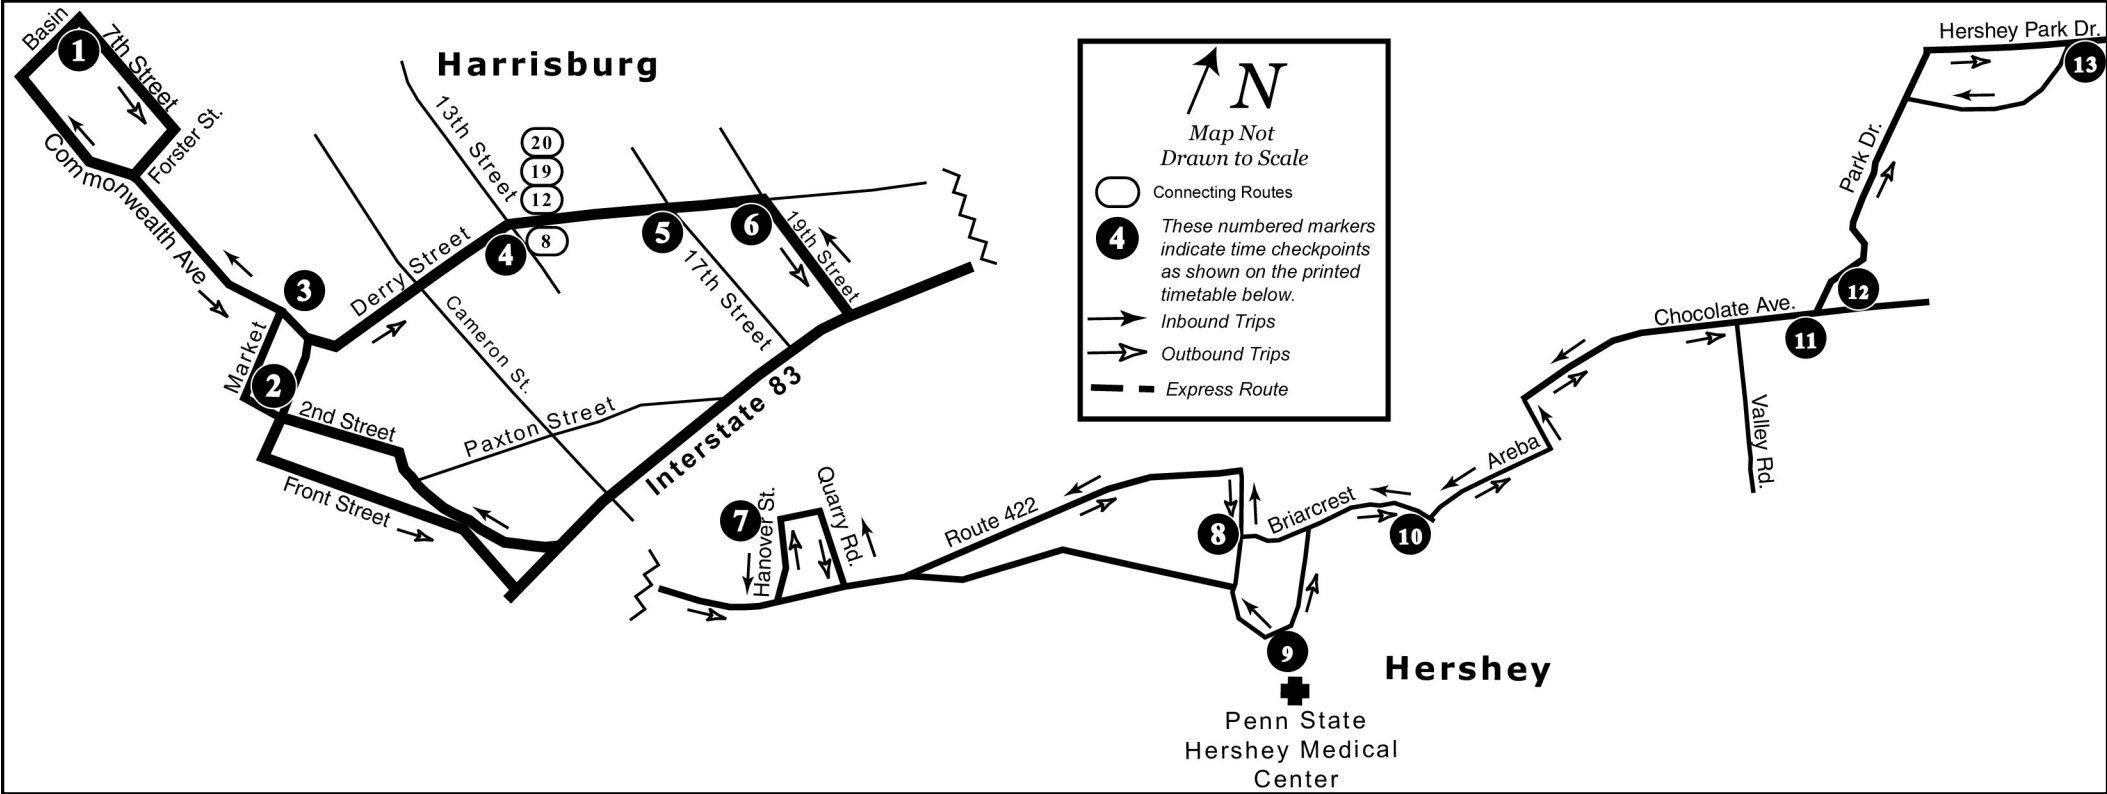 Basin
1
7th Street
Forster St.
Commonwealth Ave
Harrisburg
13th Street
20
19
12
8
3
Derry Street
4
5
6
19th Street
17th Street
Cameron St.
Market
2
2nd Street
Paxton Street
Interstate 83
Front Street
N
Map Not
Drawn to Scale
Connecting Routes
4
These numbered markers
indicate time checkpoints
as shown on the printed
timetable below.
Inbound Trips
Outbound Trips
Express Route
Hershey Park Dr.
13
Park Dr.
12
Chocolate Ave.
11
Valley Rd.
Areba
Briarcrest
10
7
Hanover St.
Quarry Rd.
Route 422
8
9
Hershey
Penn State
Hershey Medical
Center